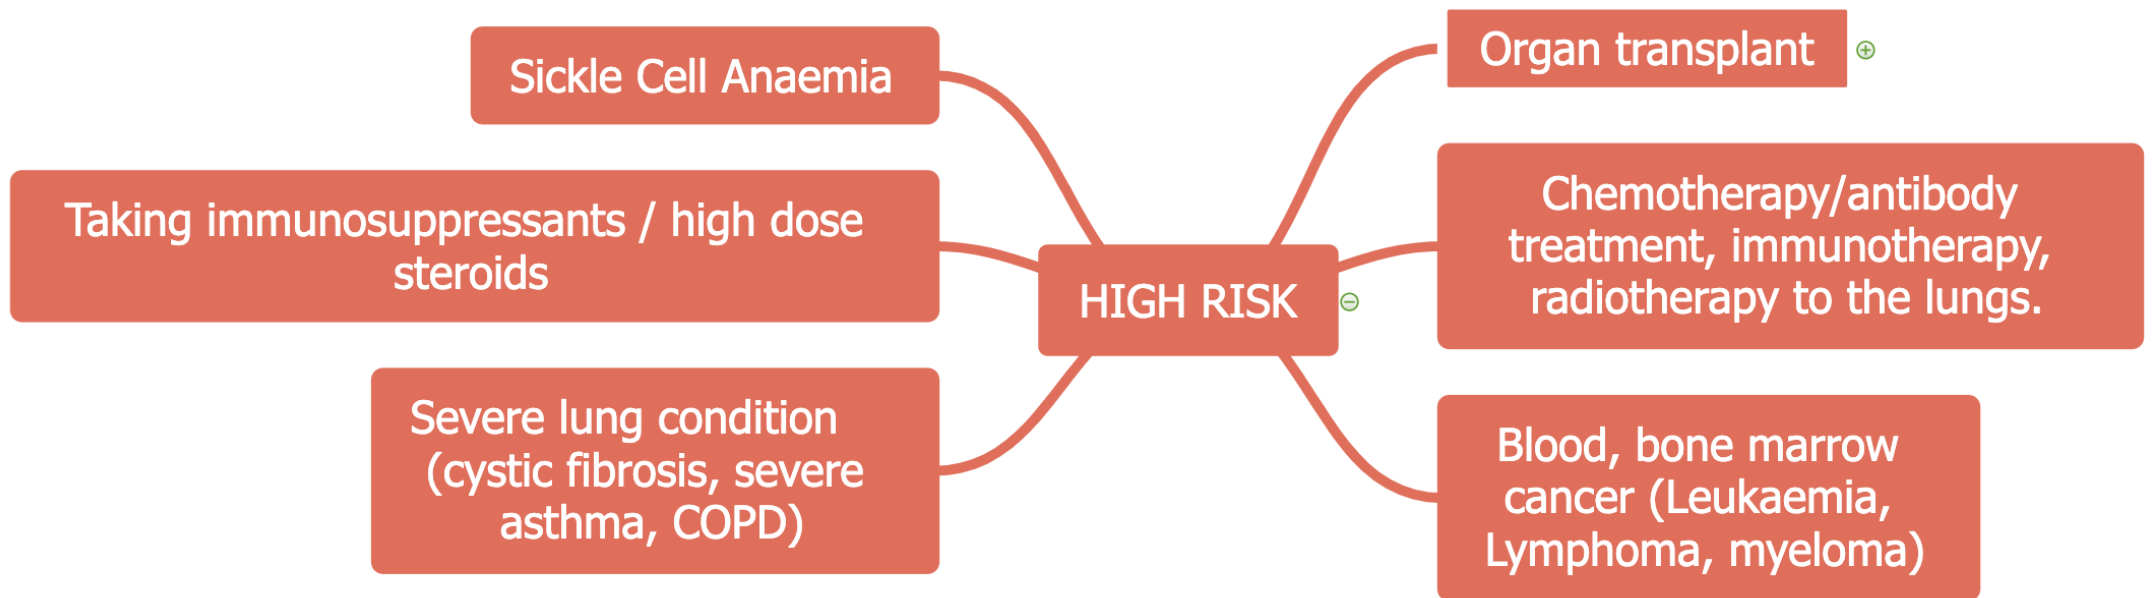 Sickle Cell Anaemia
Taking immunosuppressants / high dose
steroids
Severe lung condition
(cystic fibrosis, severe
asthma, COPD)
HIGH RISK
Organ transplant
Chemotherapy/antibody
treatment, immunotherapy,
radiotherapy to the lungs.
Blood, bone marrow
cancer (Leukaemia,
Lymphoma, myeloma)